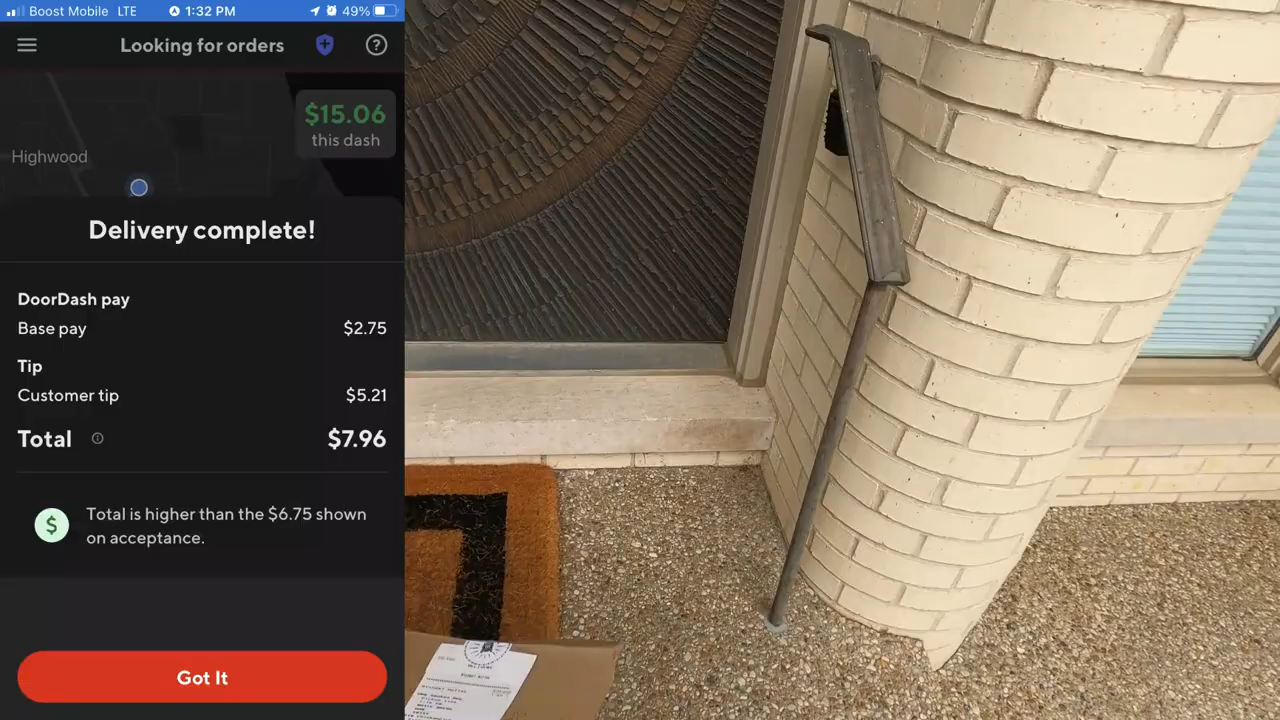 Boost Mobile LTE 1:32 PM 49%
Looking for orders
$15.06
this dash
Highwood
Delivery complete!
DoorDash pay
Base pay $2.75
Tip
Customer tip $5.21
Total $7.96
$ Total is higher than the $6.75 shown
on acceptance.
Got It